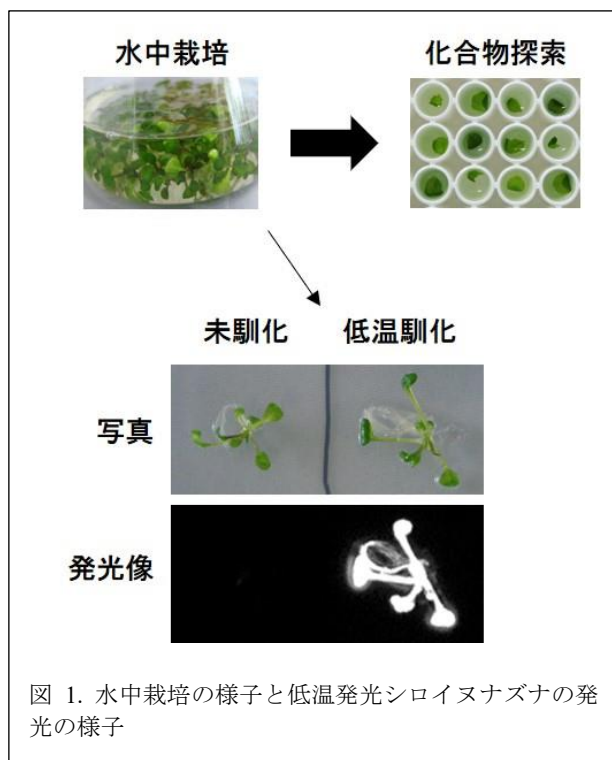 水中栽培
化合物探索
未馴化
低温馴化
写真
発光像
図 1. 水中栽培の様子と低温発光シロイヌナズナの発
光の様子